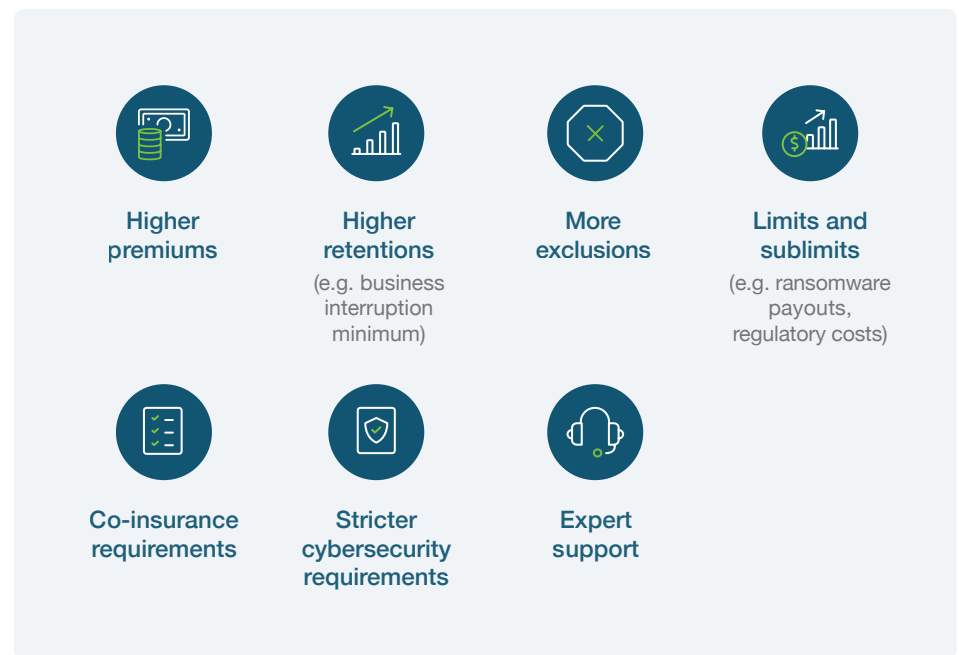 Higher
premiums
Higher
retentions
(e.g. business
interruption
minimum)
More
exclusions
Limits and
sublimits
(e.g. ransomware
payouts,
regulatory costs)
Co-insurance
requirements
Stricter
cybersecurity
requirements
Expert
support